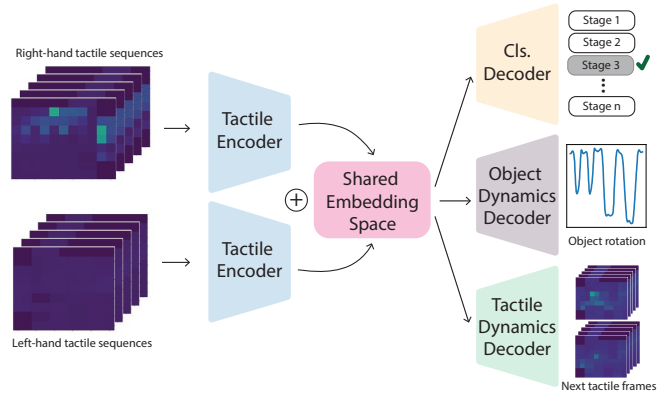 Right-hand tactile sequences
Tactile
Encoder
Left-hand tactile sequences
Tactile
Encoder
+
Shared
Embedding
Space
Cls.
Decoder
Stage 1
Stage 2
Stage 3
Stage n
Object
Dynamics
Decoder
Object rotation
Tactile
Dynamics
Decoder
Next tactile frames